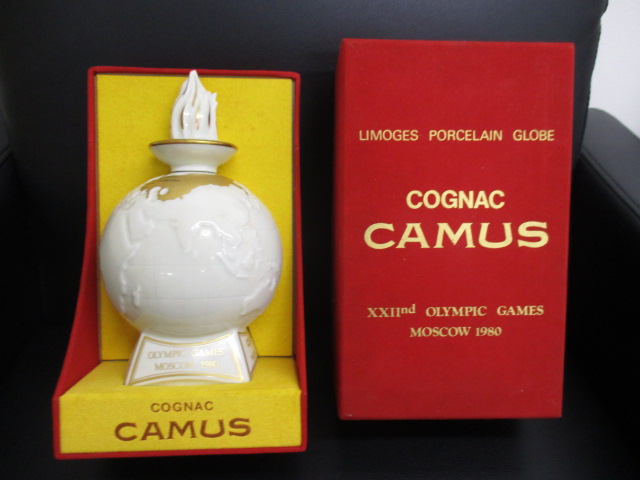 OLYMPIC GAMES
MOSCOW 1980
COGNAC
CAMUS
LIMOGES PORCELAIN GLOBE
COGNAC
CAMUS
XXIInd OLYMPIC GAMES
MOSCOW 1980